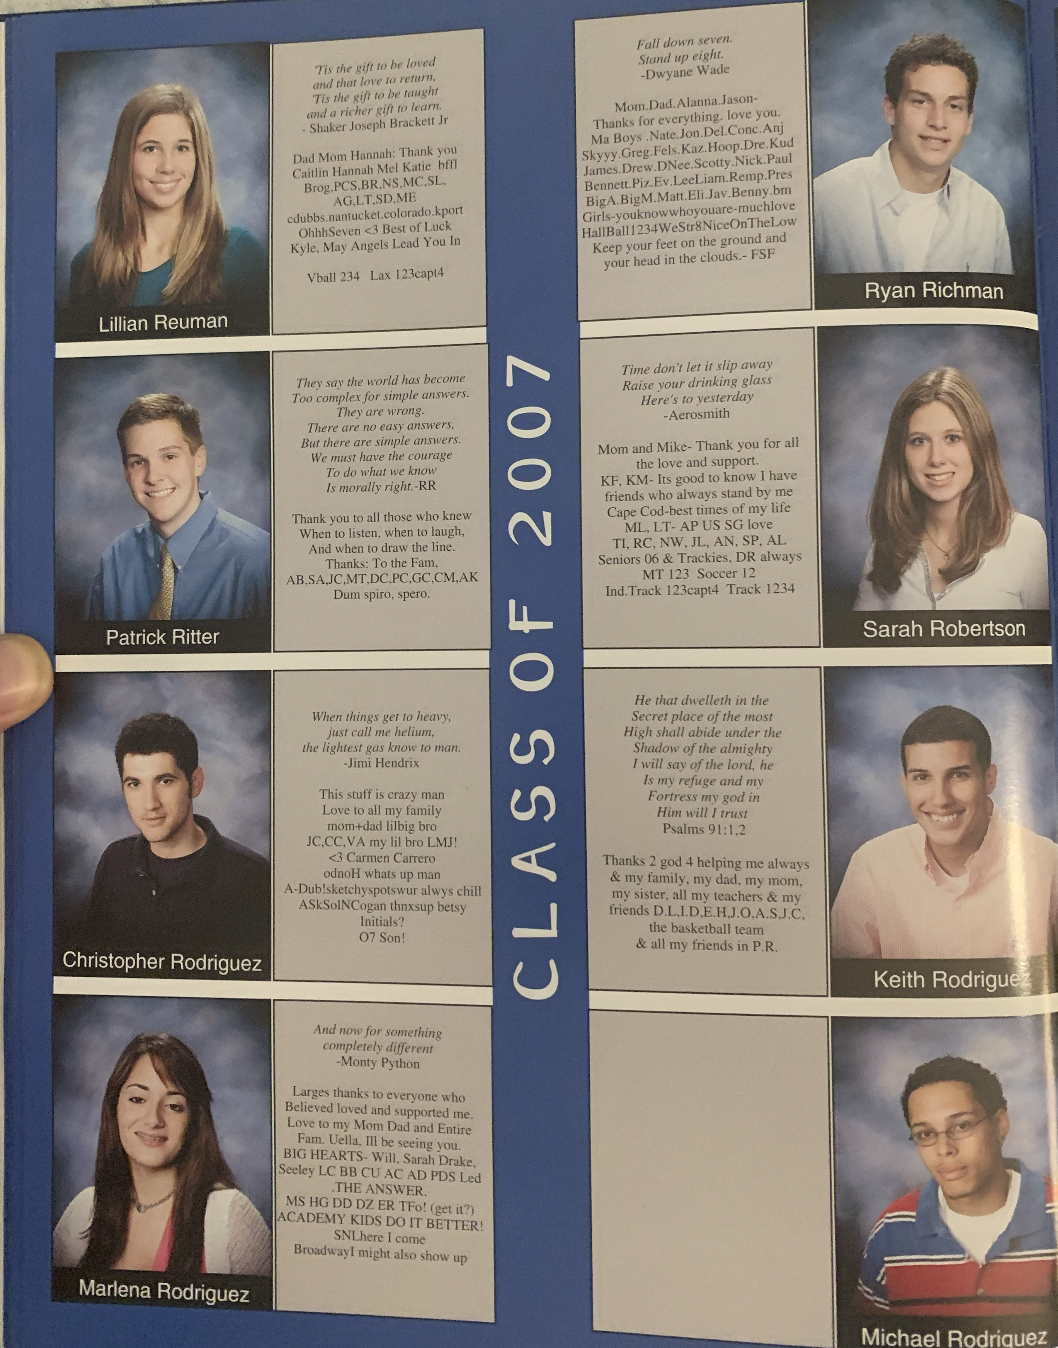 'Tis the gift to be loved
and that love to return,
'Tis the gift to be taught
and a richer gift to learn.
- Shaker Joseph Brackett Jr
Dad Mom Hannah: Thank you
Caitlin Hannah Mel Katie bffl
Brog,PCS,BR,NS,MC,SL,
AG,LT,SD,ME
cdubbs.nantucket.colorado.kport
OhhhSeven <3 Best of Luck
Kyle, May Angels Lead You In
Vball 234 Lax 123capt4
Lillian Reuman
They say the world has become
Too complex for simple answers.
They are wrong.
There are no easy answers,
But there are simple answers.
We must have the courage
To do what we know
Is morally right.-RR
Thank you to all those who knew
When to listen, when to laugh,
And when to draw the line.
Thanks: To the Fam,
AB,SA,JC,MT,DC,PC,GC,CM,AK
Dum spiro, spero.
Patrick Ritter
When things get to heavy,
just call me helium,
the lightest gas know to man.
-Jimi Hendrix
This stuff is crazy man
Love to all my family
mom+dad lilbig bro
JC,CC,VA my lil bro LMJ!
<3 Carmen Carrero
odnoH whats up man
A-Dub!sketchyspotswur alwys chill
ASkSolNCogan thnxsup betsy
Initials?
O7 Son!
Christopher Rodriguez
And now for something
completely different
-Monty Python
Larges thanks to everyone who
Believed loved and supported me.
Love to my Mom Dad and Entire
Fam. Uella, Ill be seeing you.
BIG HEARTS- Will, Sarah Drake,
Seeley LC BB CU AC AD PDS Led
.THE ANSWER.
MS HG DD DZ ER TFo! (get it?)
ACADEMY KIDS DO IT BETTER!
SNLhere I come
BroadwayI might also show up
Marlena Rodriguez
CLASS OF 2007
Fall down seven.
Stand up eight.
-Dwyane Wade
Mom.Dad.Alanna.Jason-
Thanks for everything. love you.
Ma Boys .Nate.Jon.Del.Conc.Anj
Skyyy.Greg.Fels.Kaz.Hoop.Dre.Kud
James.Drew.DNee.Scotty.Nick.Paul
Bennett.Piz.Ev.LeeLiam.Remp.Pres
BigA.BigM.Matt.Eli.Jav.Benny.bm
Girls-youknowwhoyouare-muchlove
HallBall1234WeStr8NiceOnTheLow
Keep your feet on the ground and
your head in the clouds.- FSF
Ryan Richman
Time don't let it slip away
Raise your drinking glass
Here's to yesterday
-Aerosmith
Mom and Mike- Thank you for all
the love and support.
KF, KM- Its good to know I have
friends who always stand by me
Cape Cod-best times of my life
ML, LT- AP US SG love
TI, RC, NW, JL, AN, SP, AL
Seniors 06 & Trackies, DR always
MT 123 Soccer 12
Ind.Track 123capt4 Track 1234
Sarah Robertson
He that dwelleth in the
Secret place of the most
High shall abide under the
Shadow of the almighty
I will say of the lord, he
Is my refuge and my
Fortress my god in
Him will I trust
Psalms 91:1,2
Thanks 2 god 4 helping me always
& my family, my dad, my mom,
my sister, all my teachers & my
friends D.L,I.D,E.H,J.O,A.S,J.C,
the basketball team
& all my friends in P.R.
Keith Rodriguez
Michael Rodriguez